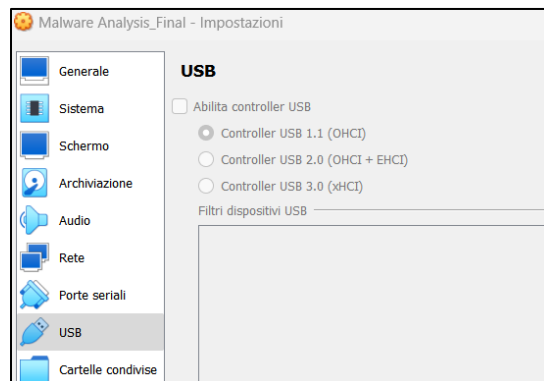 Malware Analysis_Final - Impostazioni
Generale
Sistema
Schermo
Archiviazione
Audio
Rete
Porte seriali
USB
Cartelle condivise
USB
Abilita controller USB
Controller USB 1.1 (OHCI)
Controller USB 2.0 (OHCI + EHCI)
Controller USB 3.0 (xHCI)
Filtri dispositivi USB